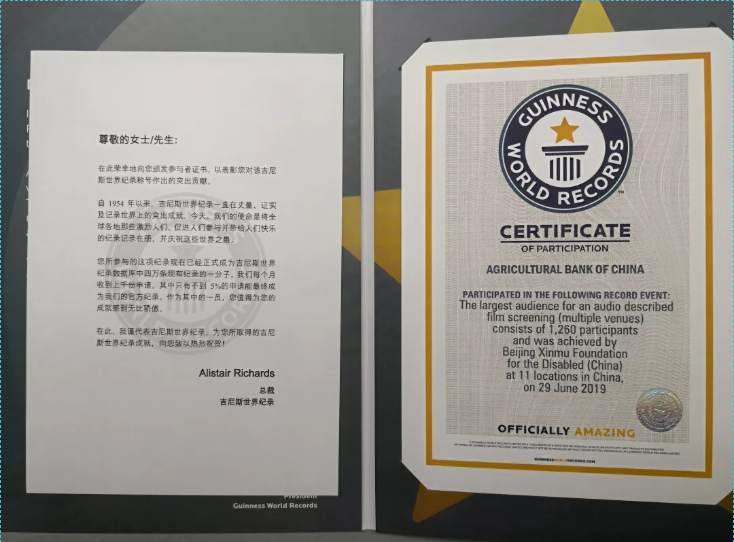 尊敬的女士/先生：
在此荣幸地向您颁发参与者证书，以表彰您对该吉尼
斯世界纪录称号作出的突出贡献。
自 1954 年以来，吉尼斯世界纪录一直在丈量、证实
及记录世界上的突出成就。今天，我们的使命是将全
球各地那些激励人们、促进人们参与并带给人们快乐
的纪录记录在册，并庆祝这些世界之最。
您所参与的这项纪录现在已经正式成为吉尼斯世界
纪录数据库中四万条现有纪录的一分子。我们每个月
收到上千份申请，其中只有不到 5%的申请能最终成
为我们的官方纪录。作为其中的一员，您值得为您的
成就感到无比骄傲。
在此，我谨代表吉尼斯世界纪录，为您所取得的吉尼
斯世界纪录成就，向您致以热烈祝贺！
Alistair Richards
总裁
吉尼斯世界纪录
President
Guinness World Records
GUINNESS
WORLD RECORDS
TM
CERTIFICATE
OF PARTICIPATION
AGRICULTURAL BANK OF CHINA
PARTICIPATED IN THE FOLLOWING RECORD EVENT:
The largest audience for an audio described
film screening (multiple venues)
consists of 1,260 participants
and was achieved by
Beijing Xinmu Foundation
for the Disabled (China)
at 11 locations in China,
on 29 June 2019
OFFICIALLY AMAZING
GUINNESSWORLDRECORDS.COM